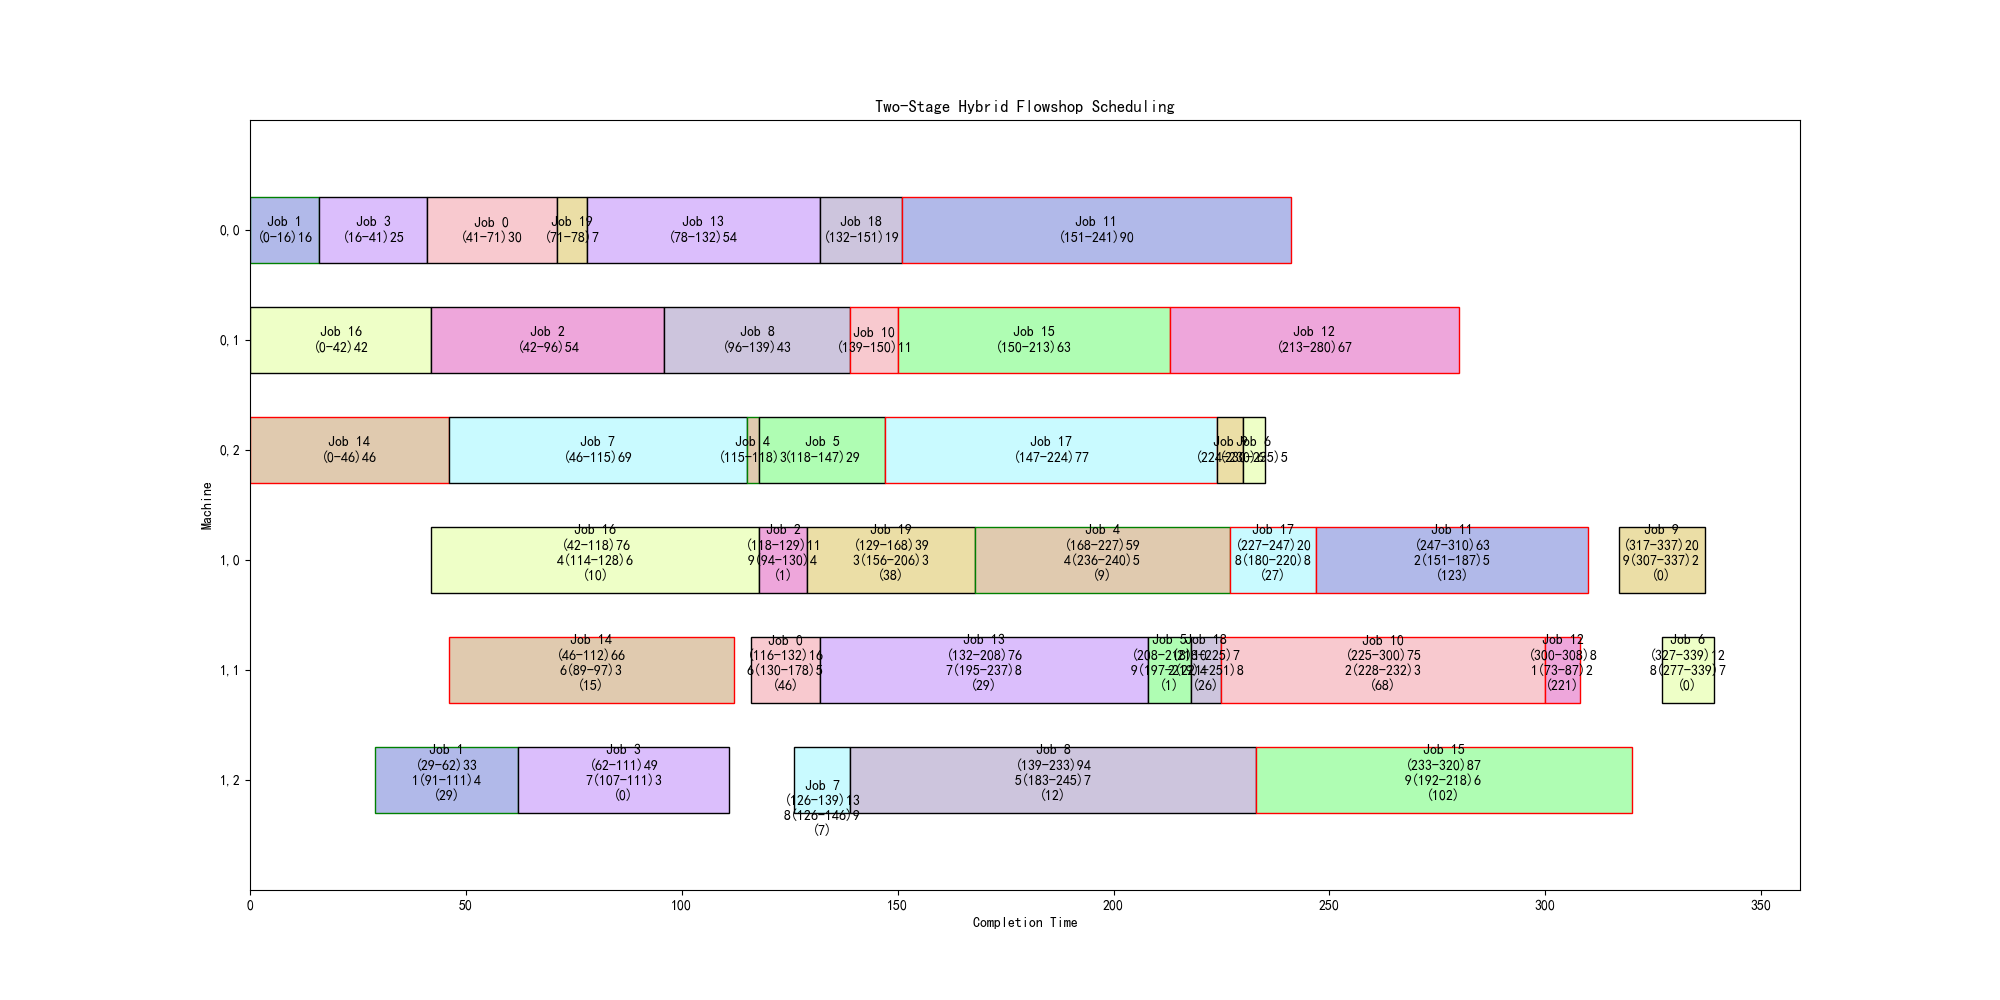 Two-Stage Hybrid Flowshop Scheduling
Machine
0,0
Job 1
(0-16)16
Job 3
(16-41)25
Job 0
(41-71)30
Job 19
(71-78)7
Job 13
(78-132)54
Job 18
(132-151)19
Job 11
(151-241)90
0,1
Job 16
(0-42)42
Job 2
(42-96)54
Job 8
(96-139)43
Job 10
(139-150)11
Job 15
(150-213)63
Job 12
(213-280)67
0,2
Job 14
(0-46)46
Job 7
(46-115)69
Job 4
(115-118)3
Job 5
(118-147)29
Job 17
(147-224)77
Job 9
Job 6
1,0
Job 16
(42-118)76
4(114-128)6
(10)
Job 2
(118-129)11
9(94-130)4
(1)
Job 19
(129-168)39
3(156-206)3
(38)
Job 4
(168-227)59
4(236-240)5
(9)
Job 17
(227-247)20
8(180-220)8
(27)
Job 11
(247-310)63
2(151-187)5
(123)
Job 9
(317-337)20
9(307-337)2
(0)
1,1
Job 14
(46-112)66
6(89-97)3
(15)
Job 0
(116-132)16
6(130-178)5
(46)
Job 13
(132-208)76
7(195-237)8
(29)
Job 5
(1)
Job 18
(26)
Job 10
(225-300)75
2(228-232)3
(68)
Job 12
(300-308)8
1(73-87)2
(221)
Job 6
(327-339)12
8(277-339)7
(0)
1,2
Job 1
(29-62)33
1(91-111)4
(29)
Job 3
(62-111)49
7(107-111)3
(0)
Job 7
(126-139)13
8(126-146)9
(7)
Job 8
(139-233)94
5(183-245)7
(12)
Job 15
(233-320)87
9(192-218)6
(102)
0
50
100
150
200
250
300
350
Completion Time